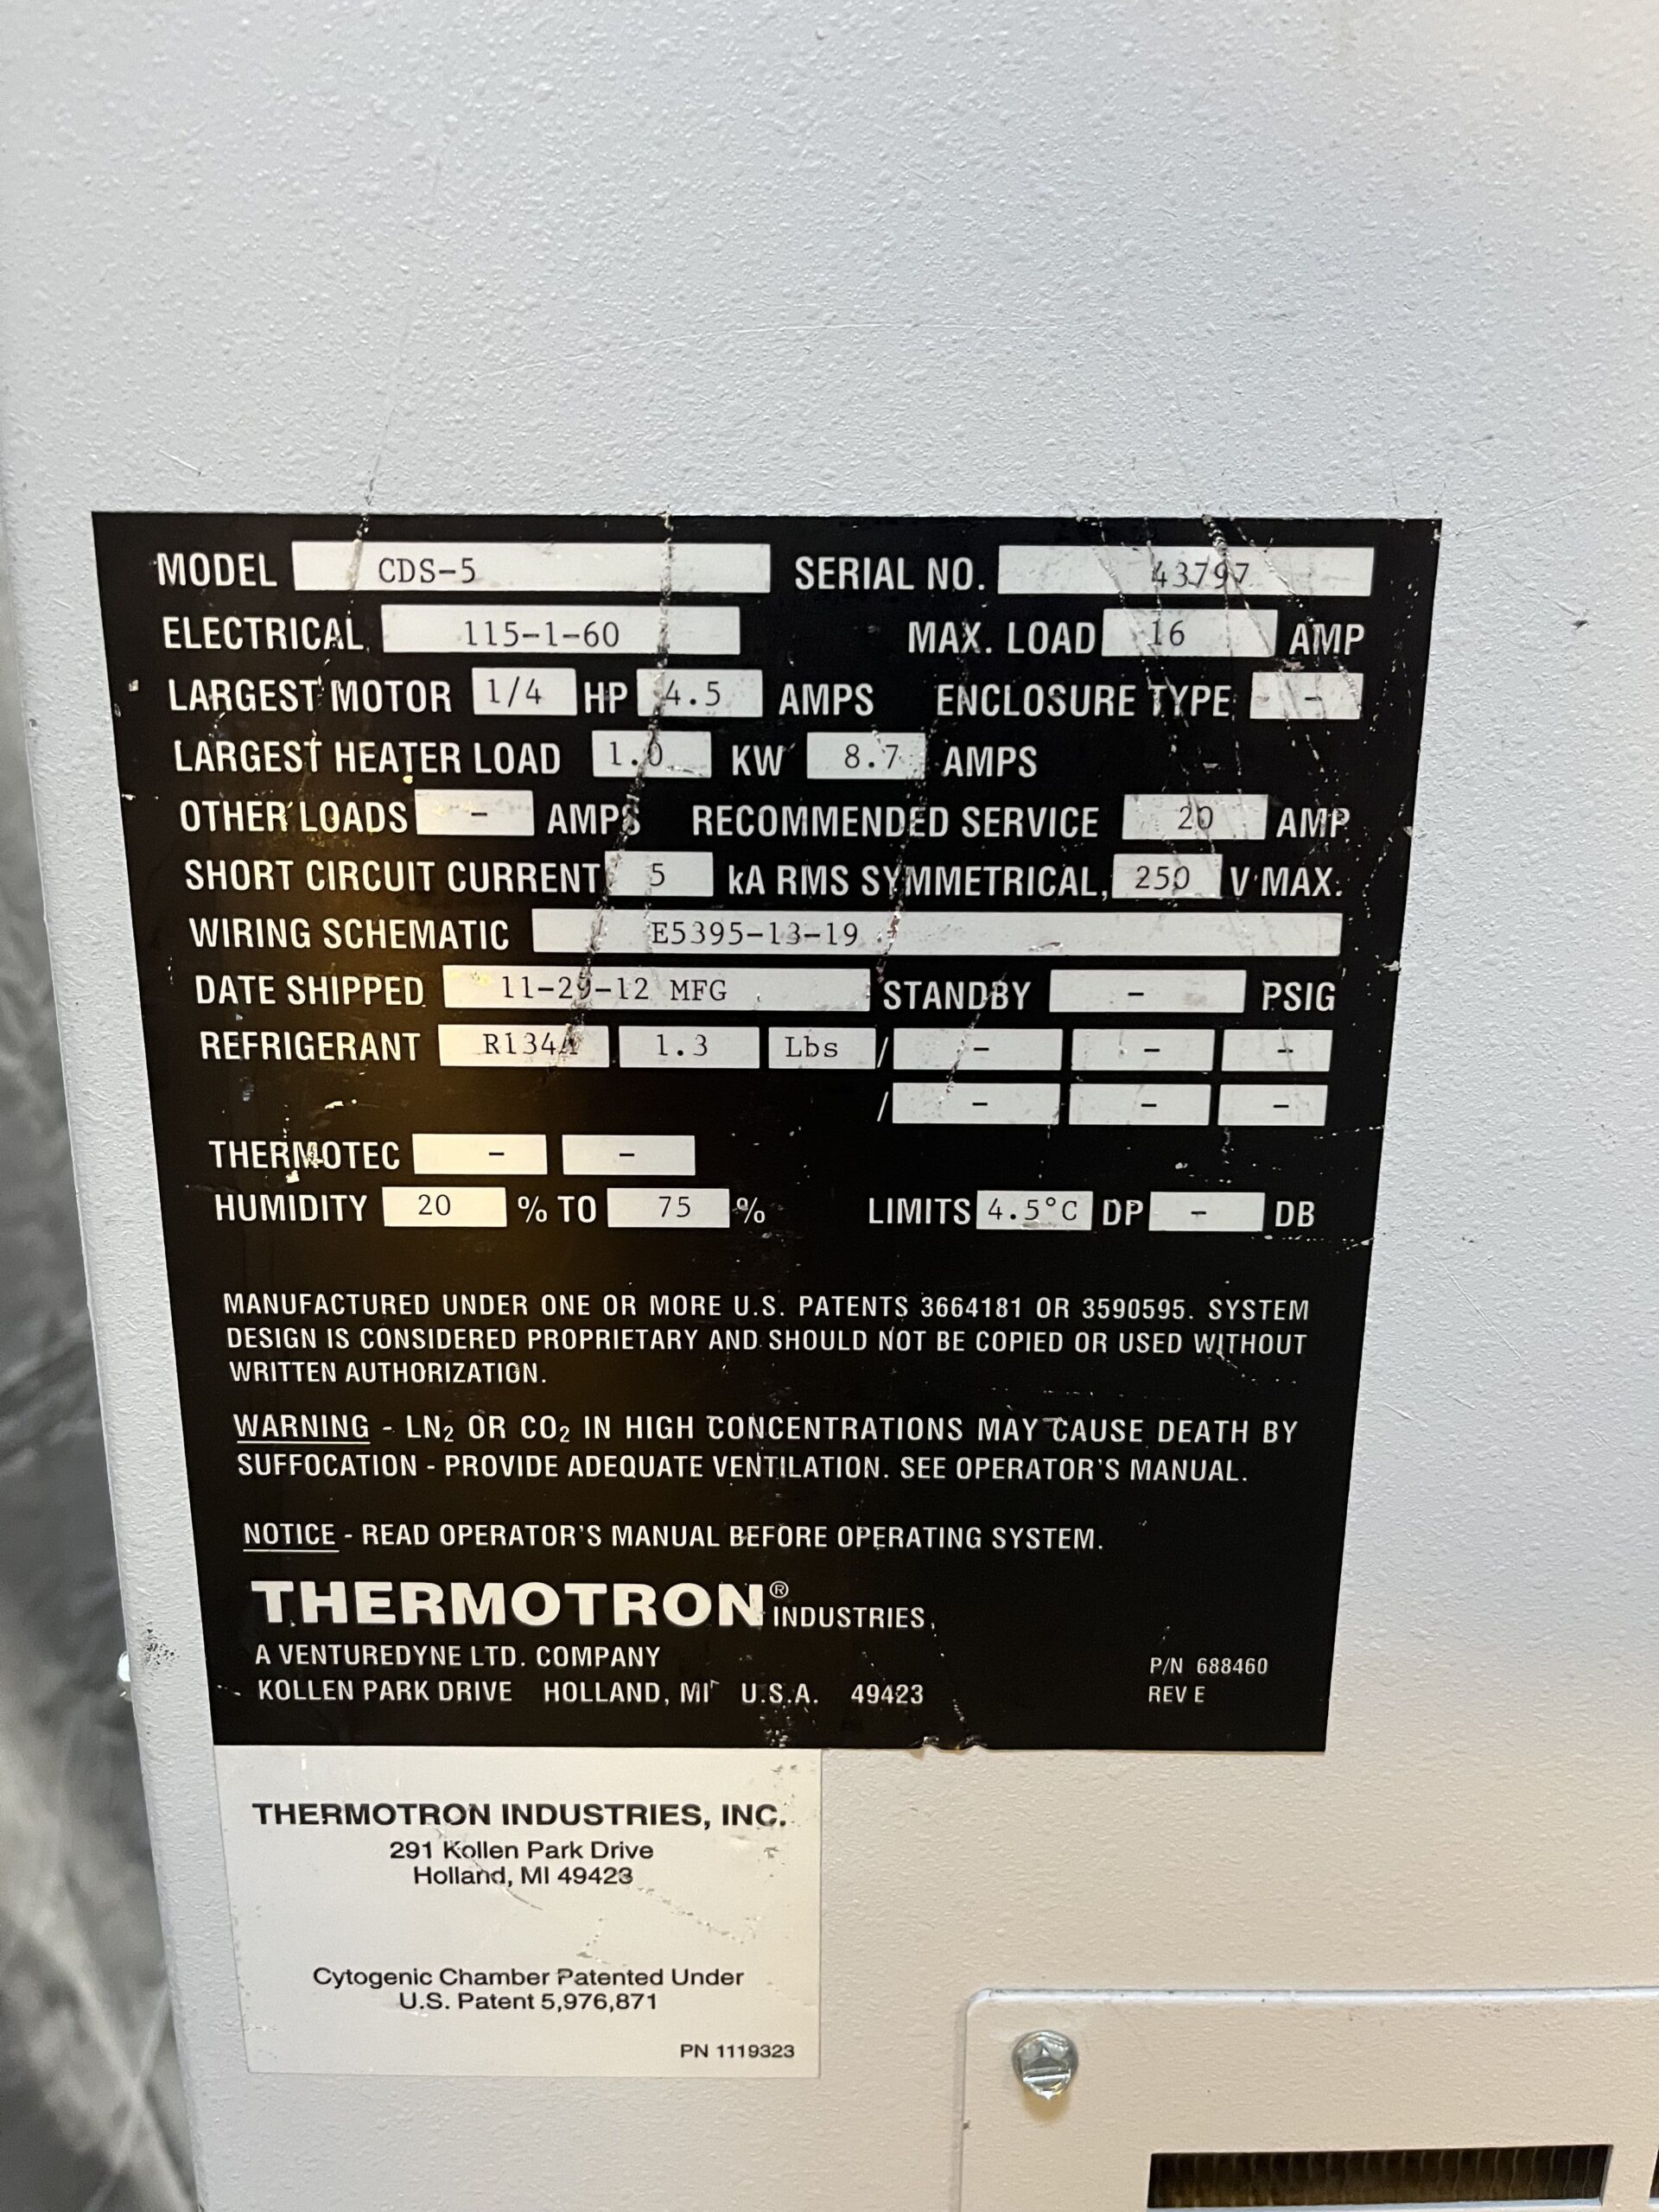 MODEL CDS-5 SERIAL NO. 43797
ELECTRICAL 115-1-60 MAX. LOAD 16 AMP
LARGEST MOTOR 1/4 HP 4.5 AMPS ENCLOSURE TYPE -
LARGEST HEATER LOAD 1.0 KW 8.7 AMPS
OTHER LOADS - AMPS RECOMMENDED SERVICE 20 AMP
SHORT CIRCUIT CURRENT 5 kA RMS SYMMETRICAL, 250 V MAX.
WIRING SCHEMATIC E5395-13-19
DATE SHIPPED 11-29-12 MFG STANDBY - PSIG
REFRIGERANT R134A 1.3 Lbs / - - -
/ - - -
THERMOTEC - -
HUMIDITY 20 % TO 75 % LIMITS 4.5°C DP - DB
MANUFACTURED UNDER ONE OR MORE U.S. PATENTS 3664181 OR 3590595. SYSTEM
DESIGN IS CONSIDERED PROPRIETARY AND SHOULD NOT BE COPIED OR USED WITHOUT
WRITTEN AUTHORIZATION.
WARNING - LN₂ OR CO₂ IN HIGH CONCENTRATIONS MAY CAUSE DEATH BY
SUFFOCATION - PROVIDE ADEQUATE VENTILATION. SEE OPERATOR'S MANUAL.
NOTICE - READ OPERATOR'S MANUAL BEFORE OPERATING SYSTEM.
THERMOTRON® INDUSTRIES,
A VENTUREDYNE LTD. COMPANY P/N 688460
KOLLEN PARK DRIVE HOLLAND, MI U.S.A. 49423 REV E
THERMOTRON INDUSTRIES, INC.
291 Kollen Park Drive
Holland, MI 49423
Cytogenic Chamber Patented Under
U.S. Patent 5,976,871
PN 1119323